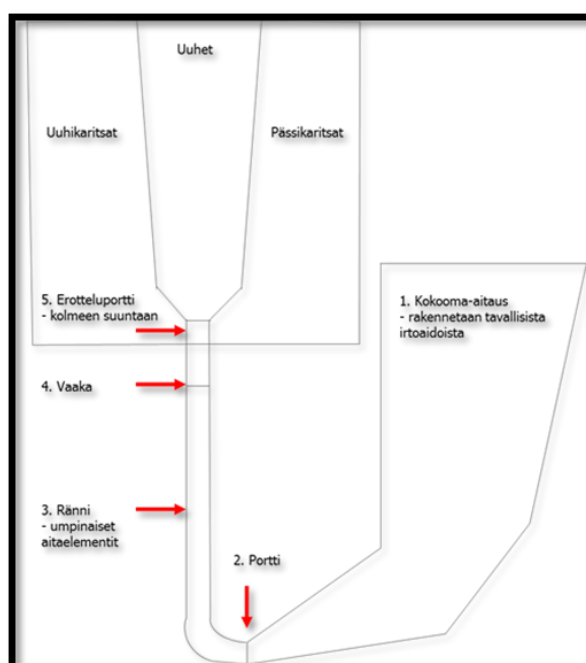 Uuhet
Uuhikaritsat
Pässikaritsat
5. Erotteluportti
- kolmeen suuntaan
1. Kokooma-aitaus
- rakennetaan tavallisista
irtoaidoista
4. Vaaka
3. Ränni
- umpinaiset
aitaelementit
2. Portti